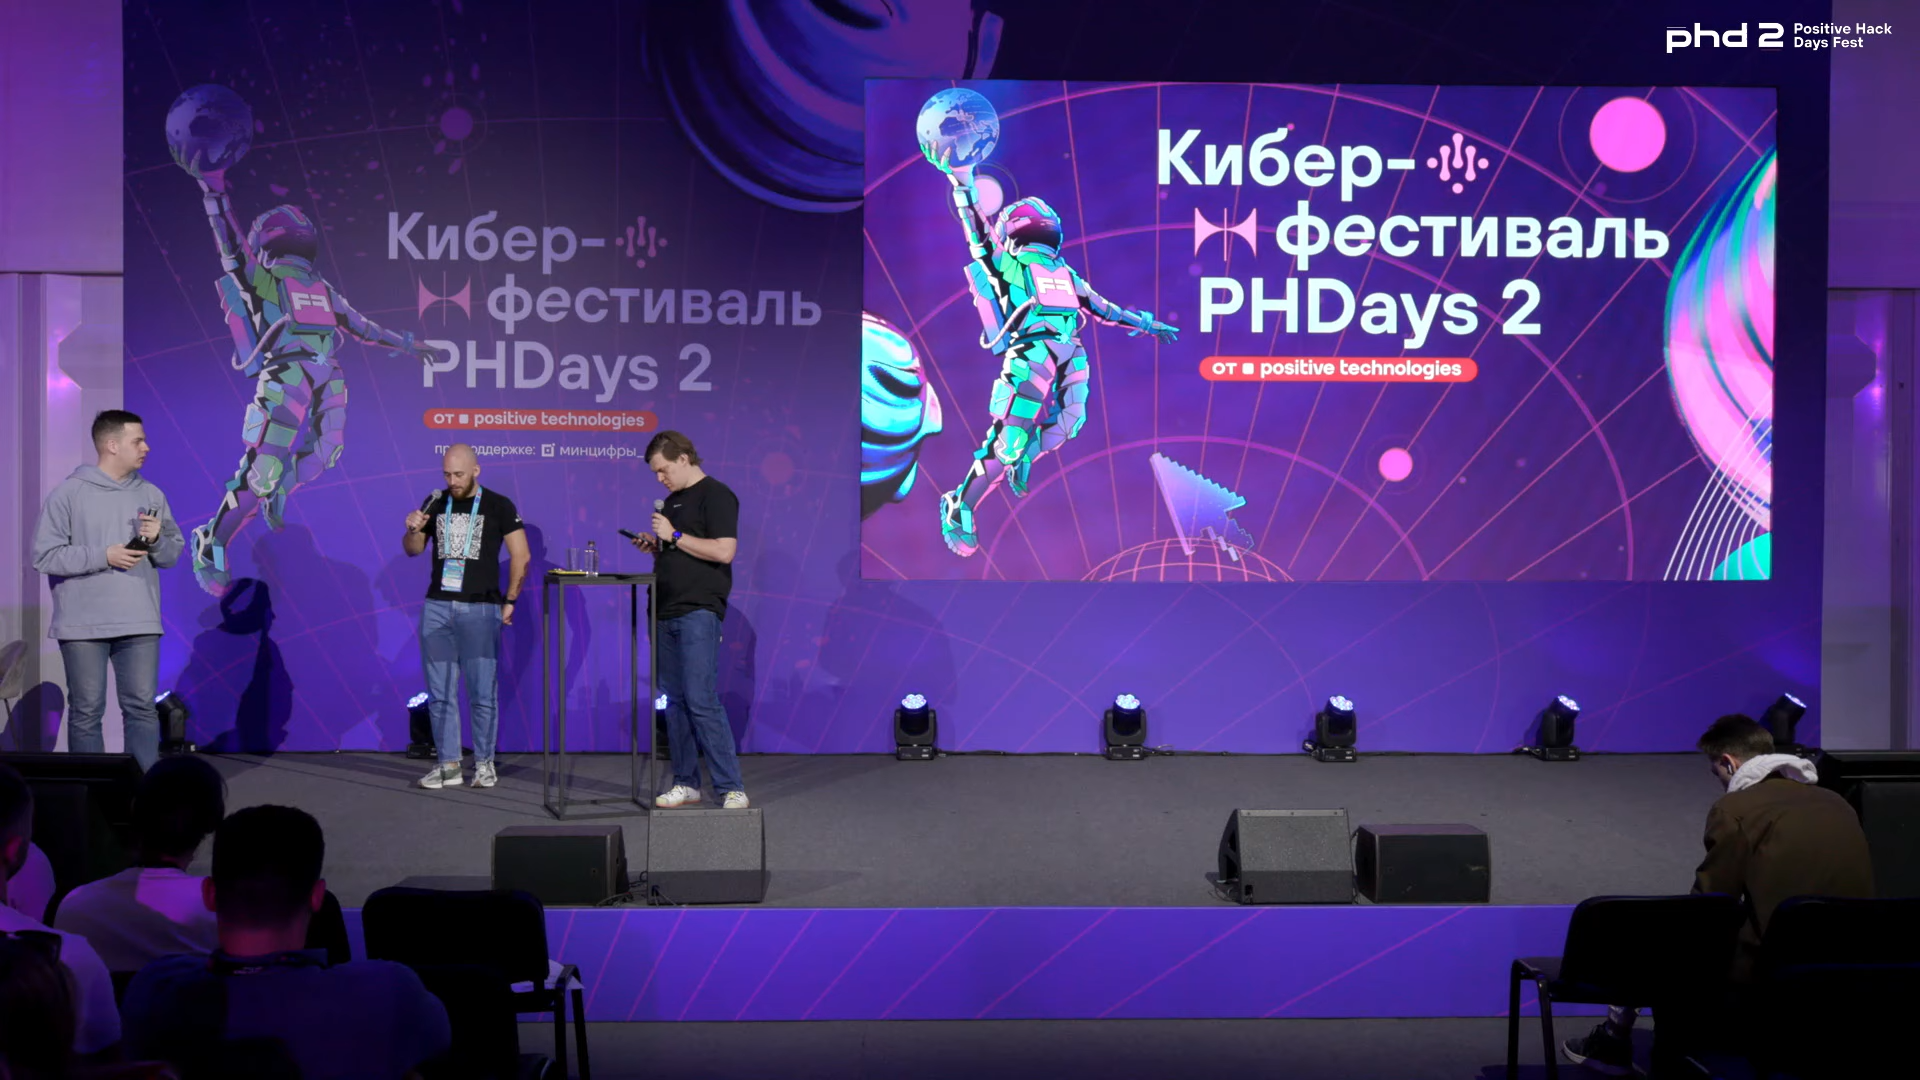 phd 2 Positive Hack
Days Fest
Кибер-
фестиваль
PHDays 2
от positive technologies
Кибер-
фестиваль
PHDays 2
от positive technologies
поддержке: минцифры_